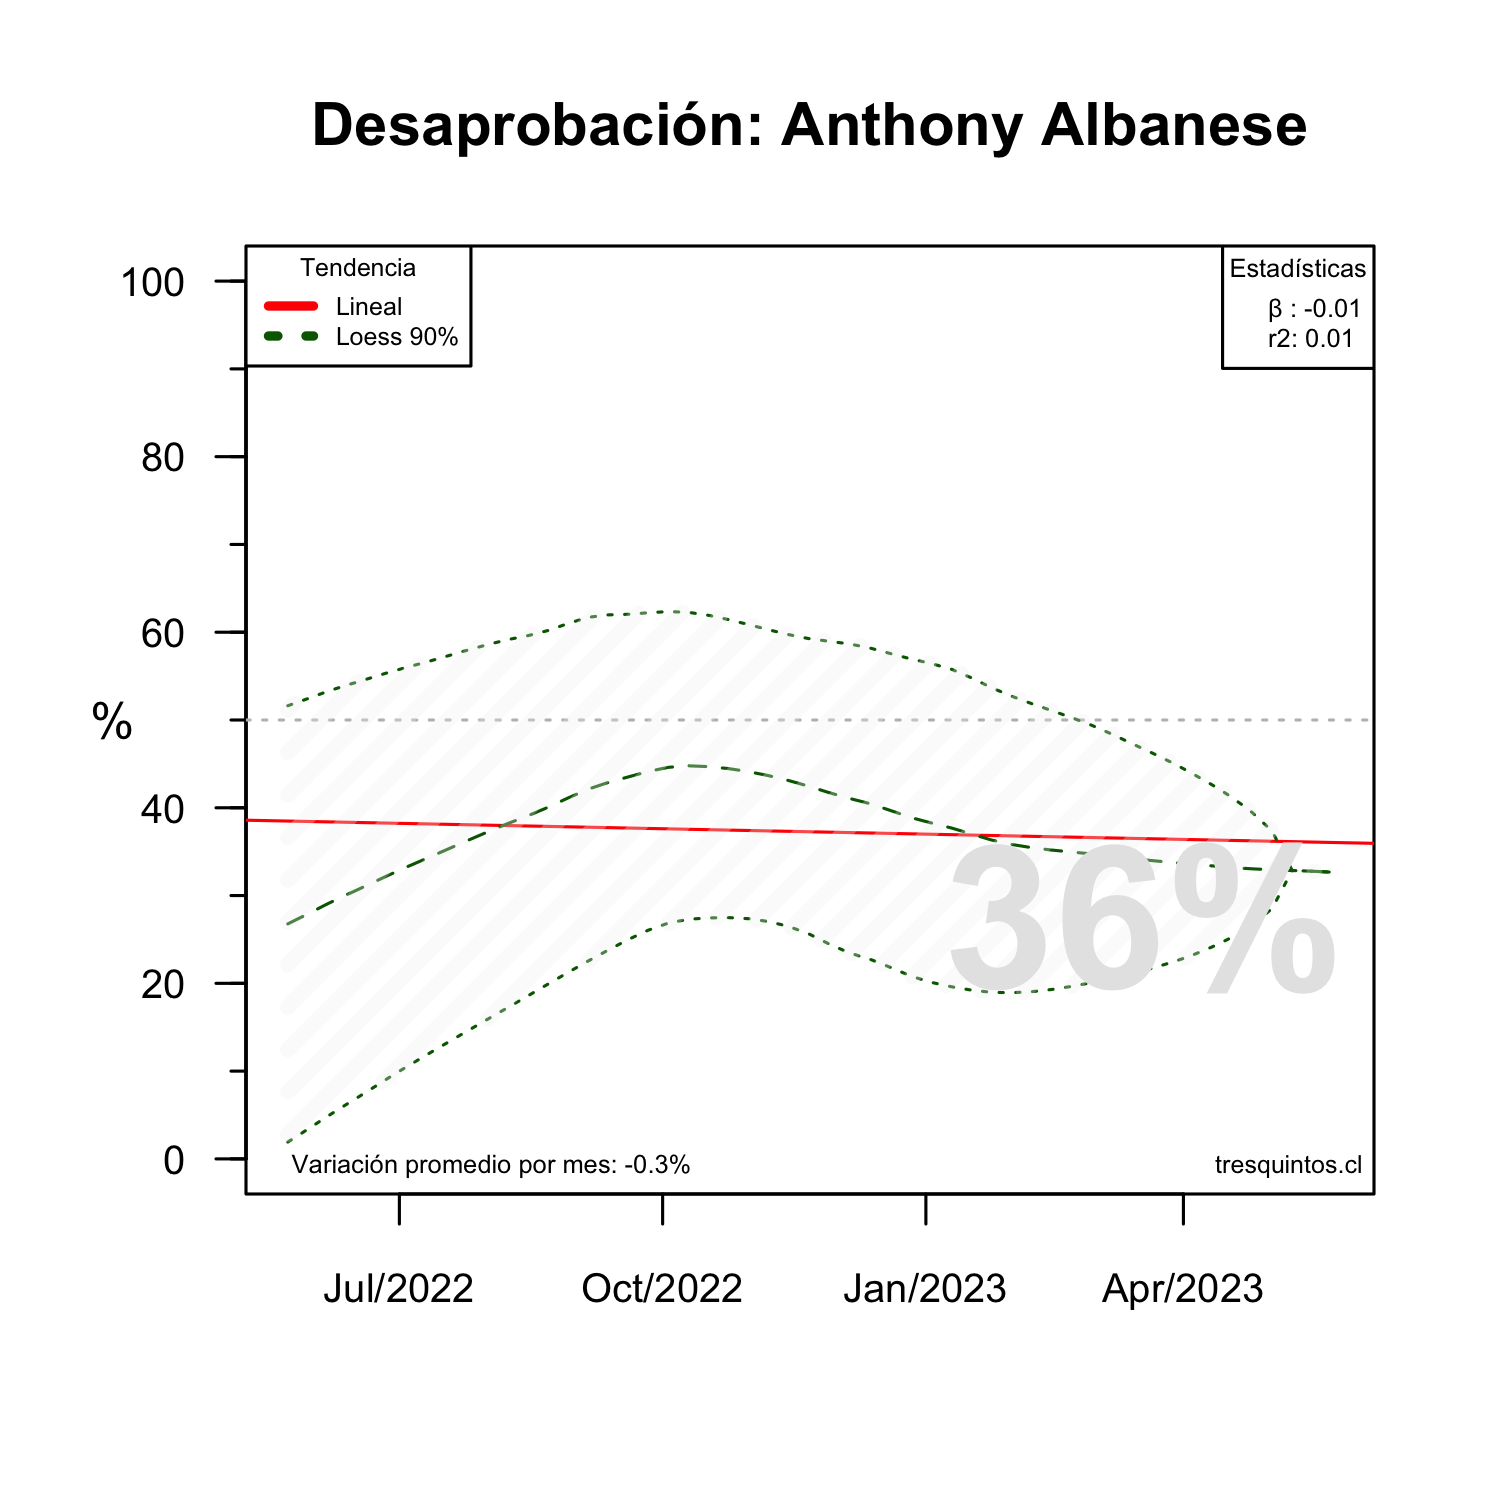 Desaprobación: Anthony Albanese
Tendencia
Lineal
Loess 90%
Estadísticas
β : -0.01
r2: 0.01
100
80
60
%
40
20
0
36%
Variación promedio por mes: -0.3%
tresquintos.cl
Jul/2022
Oct/2022
Jan/2023
Apr/2023